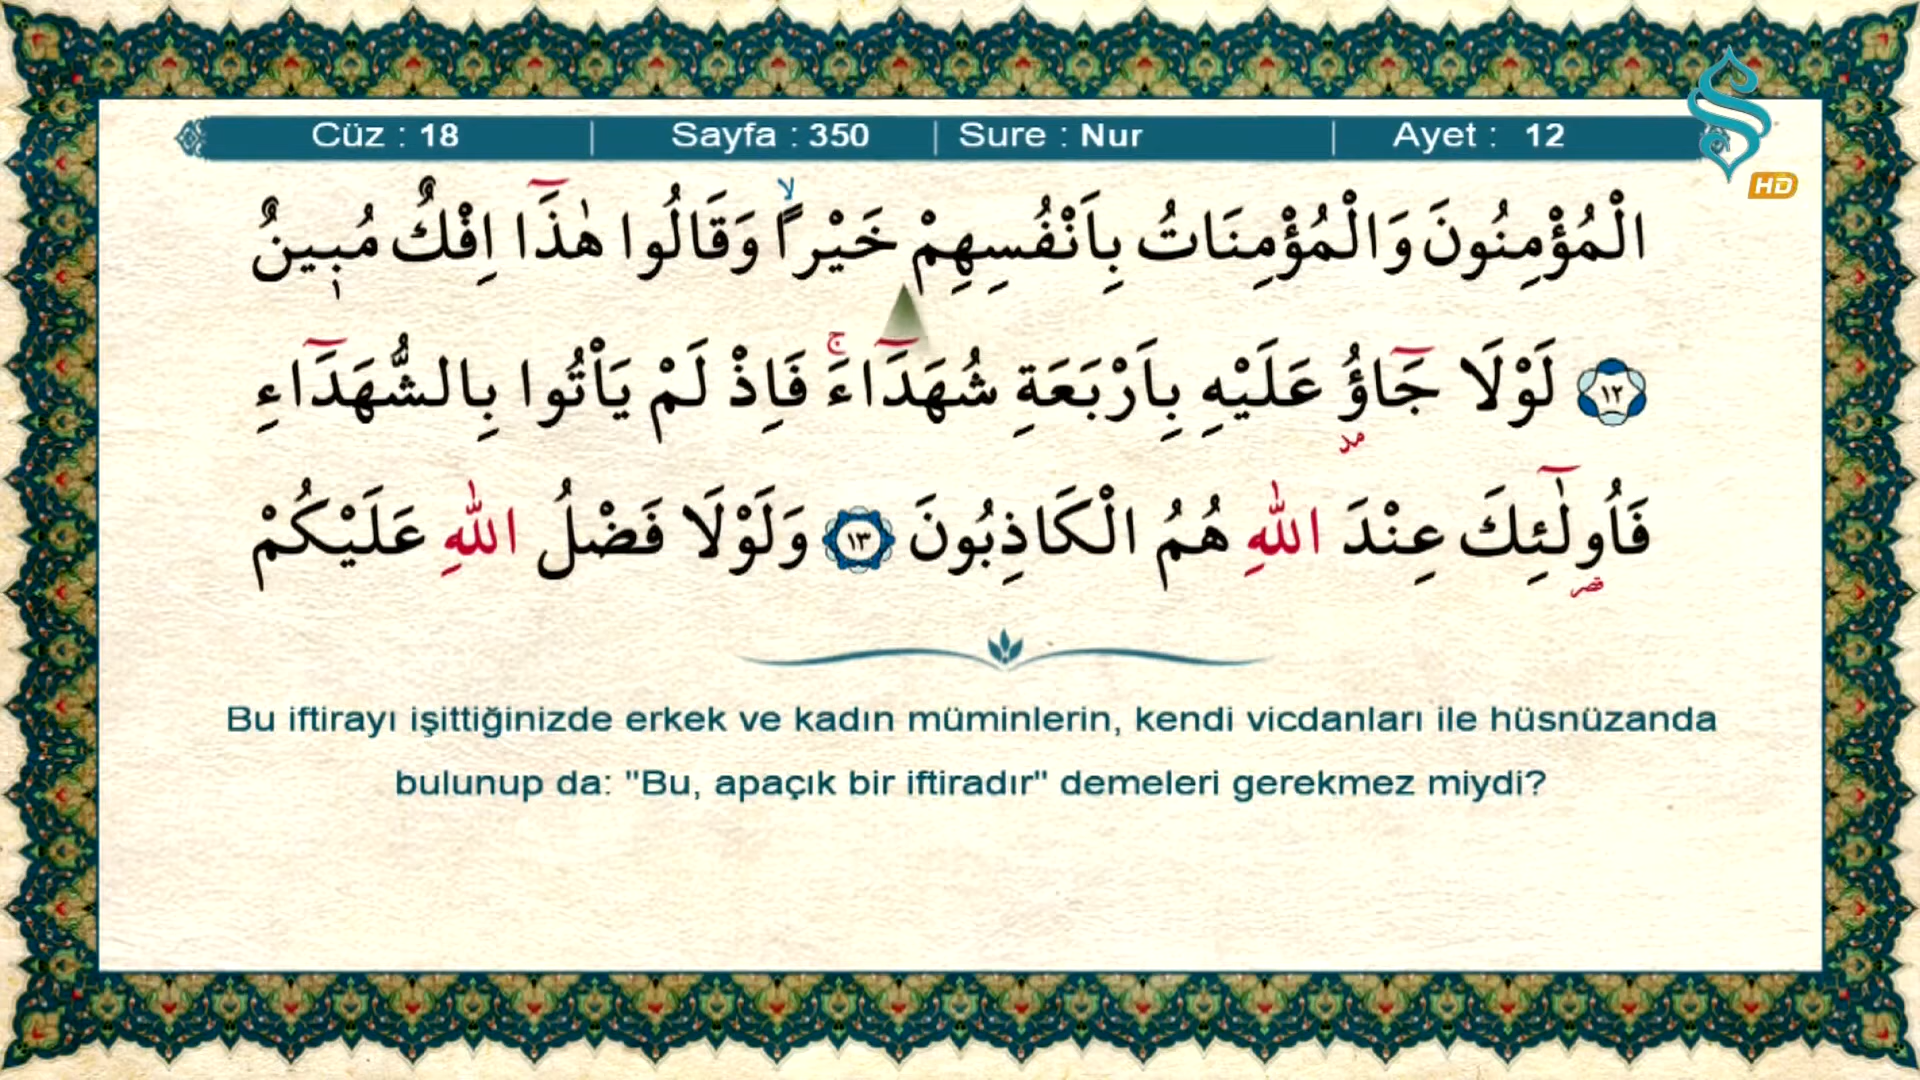 Cüz : 18 | Sayfa : 350 | Sure : Nur | Ayet : 12
HD
الْمُؤْمِنُونَ وَالْمُؤْمِنَاتُ بِاَنْفُسِهِمْ خَيْراًۙ وَقَالُوا هٰذَٓا اِفْكٌ مُب۪ينٌ
﴿١٢﴾ لَوْلَا جَٓاؤُ۫ عَلَيْهِ بِاَرْبَعَةِ شُهَدَٓاءَۚ فَاِذْ لَمْ يَأْتُوا بِالشُّهَدَٓاءِ
فَاُو۬لٰٓئِكَ عِنْدَ اللّٰهِ هُمُ الْكَاذِبُونَ ﴿١٣﴾ وَلَوْلَا فَضْلُ اللّٰهِ عَلَيْكُمْ
Bu iftirayı işittiğinizde erkek ve kadın müminlerin, kendi vicdanları ile hüsnüzanda
bulunup da: "Bu, apaçık bir iftiradır" demeleri gerekmez miydi?